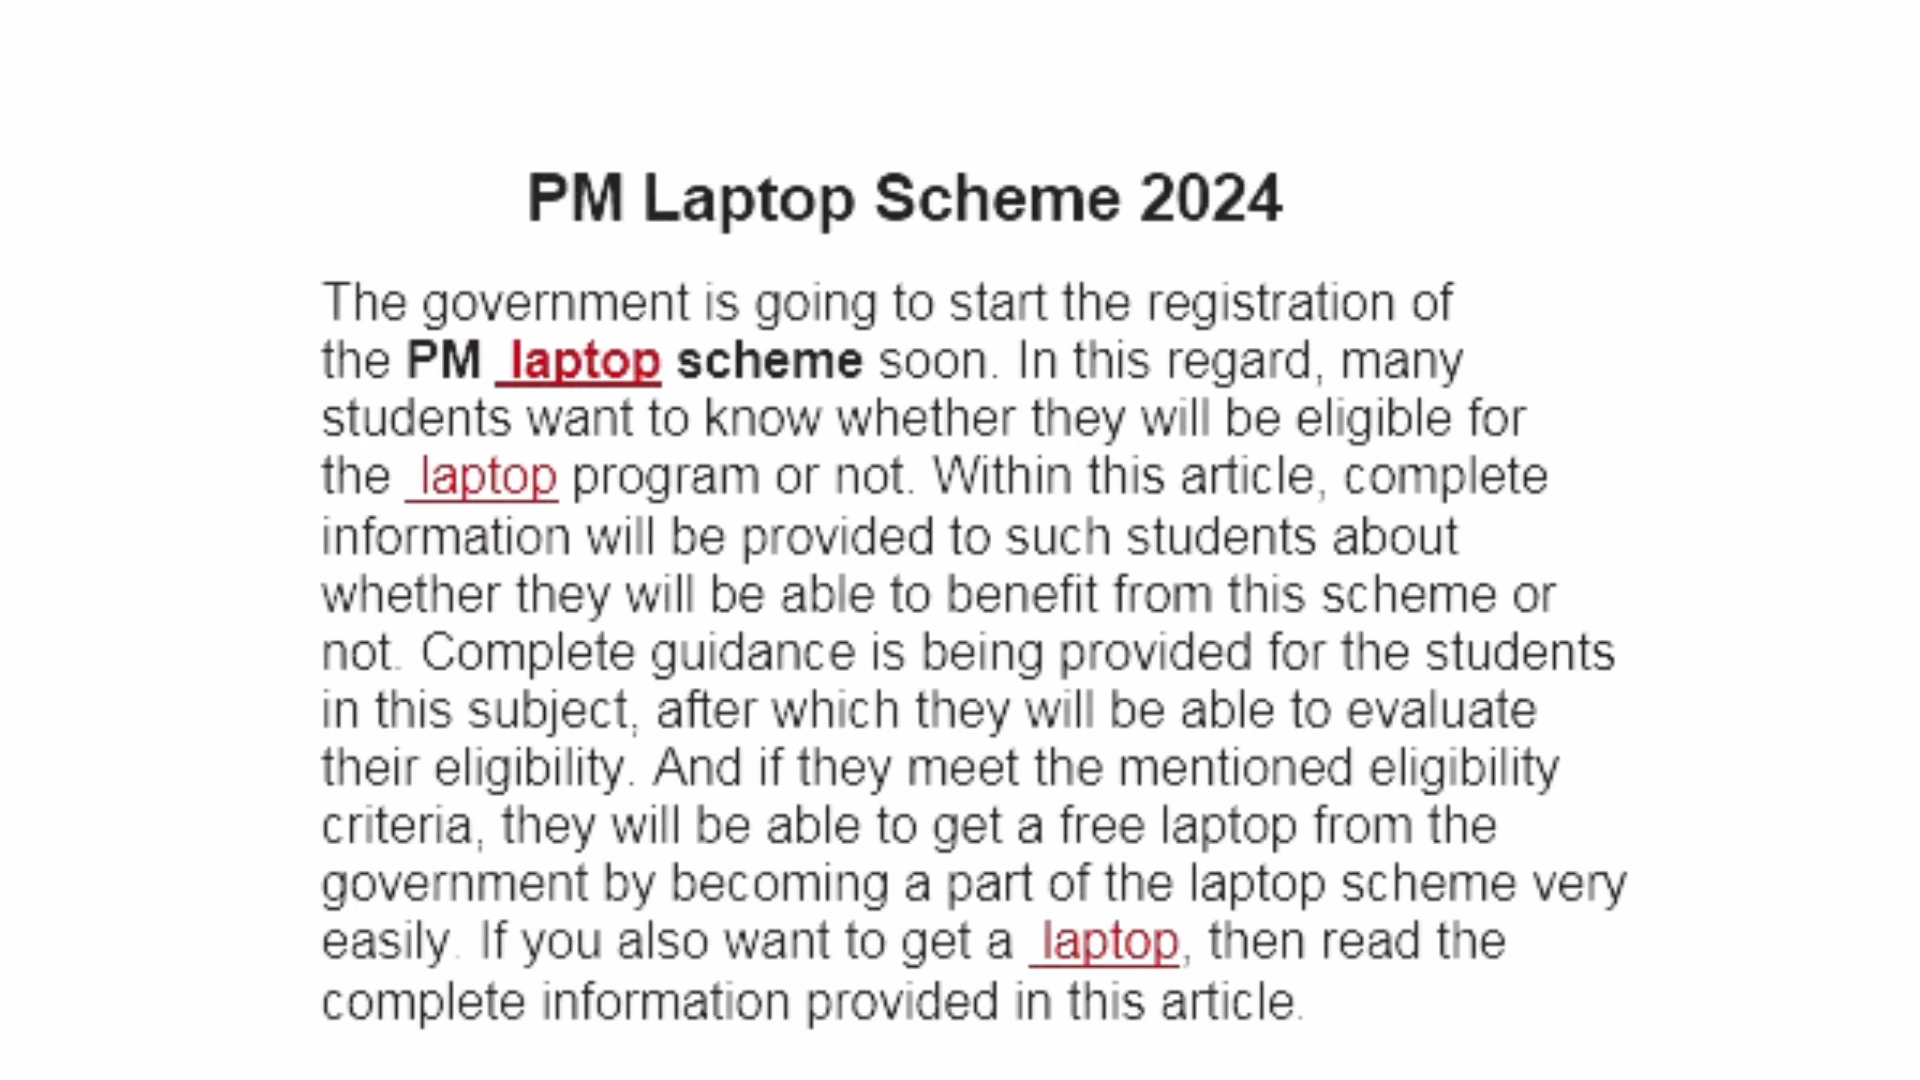 PM Laptop Scheme 2024
The government is going to start the registration of
the PM laptop scheme soon. In this regard, many
students want to know whether they will be eligible for
the laptop program or not. Within this article, complete
information will be provided to such students about
whether they will be able to benefit from this scheme or
not. Complete guidance is being provided for the students
in this subject, after which they will be able to evaluate
their eligibility. And if they meet the mentioned eligibility
criteria, they will be able to get a free laptop from the
government by becoming a part of the laptop scheme very
easily. If you also want to get a laptop, then read the
complete information provided in this article.